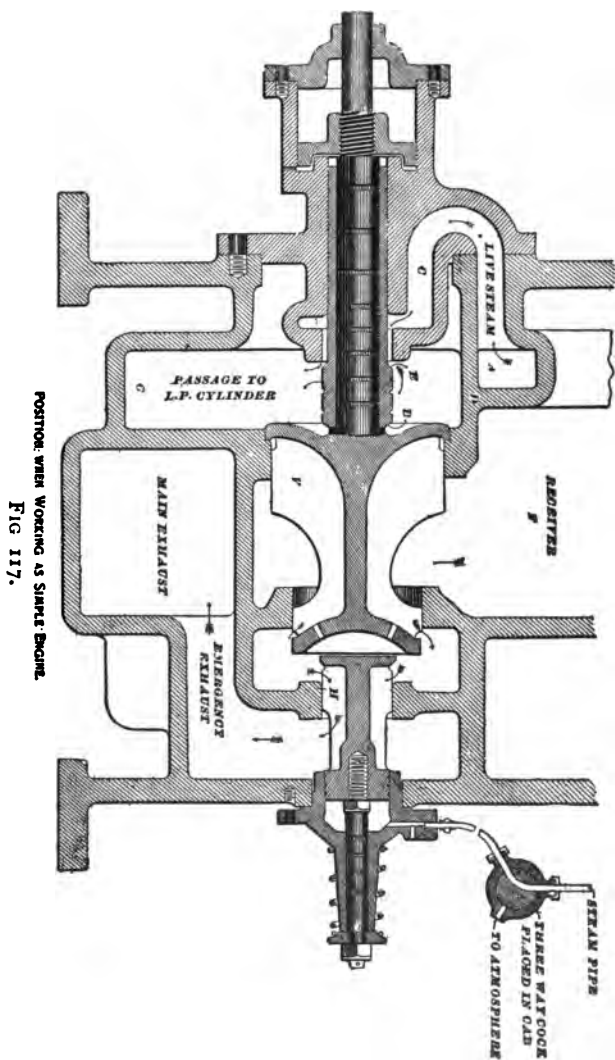 LIVE STEAM
A
E
D
PASSAGE TO
L.P. CYLINDER
C
RECEIVER
MAIN EXHAUST
EMERGENCY
EXHAUST
H
STEAM PIPE
THREE WAY COCK
PLACED IN CAB
TO ATMOSPHERE
POSITION WHEN WORKING AS SIMPLE ENGINE.
FIG 117.